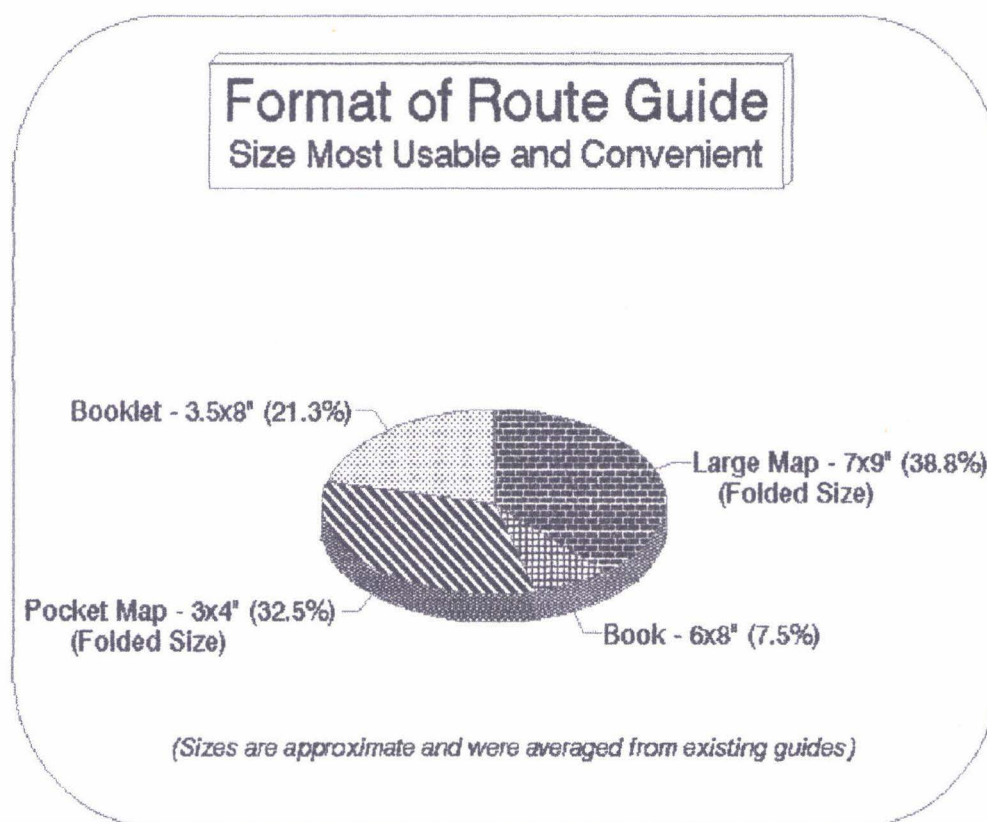 Format of Route Guide
Size Most Usable and Convenient
Booklet - 3.5x8" (21.3%)
Large Map - 7x9" (38.8%)
(Folded Size)
Pocket Map - 3x4" (32.5%)
(Folded Size)
Book - 6x8" (7.5%)
(Sizes are approximate and were averaged from existing guides)